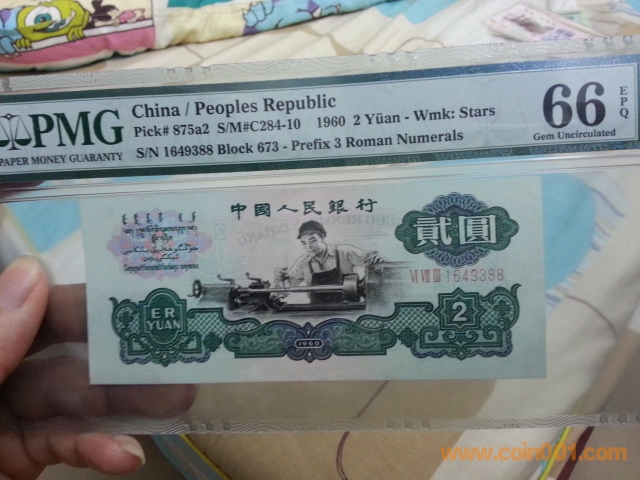 PMG
PAPER MONEY GUARANTY
China / Peoples Republic
Pick# 875a2 S/M#C284-10 1960 2 Yüan - Wmk: Stars
S/N 1649388 Block 673 - Prefix 3 Roman Numerals
66
EPQ
Gem Uncirculated
中國人民銀行
貳圓
VI VII III 1649388
ER
YUAN
2
1960
www.coin001.com